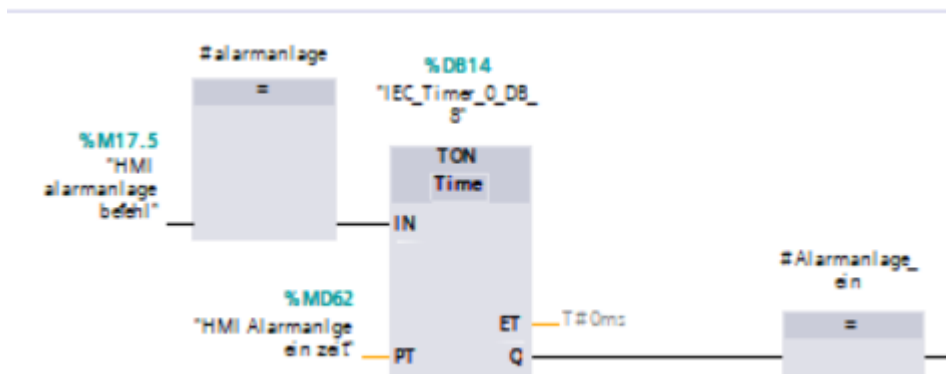 #alarmanlage
=
%M17.5
"HMI
alarmanlage
befehl"
%DB14
"IEC_Timer_0_DB_
8"
TON
Time
IN
%MD62
"HMI Alarmanlge
ein zeit"
PT
ET
T#0ms
Q
#Alarmanlage_
ein
=